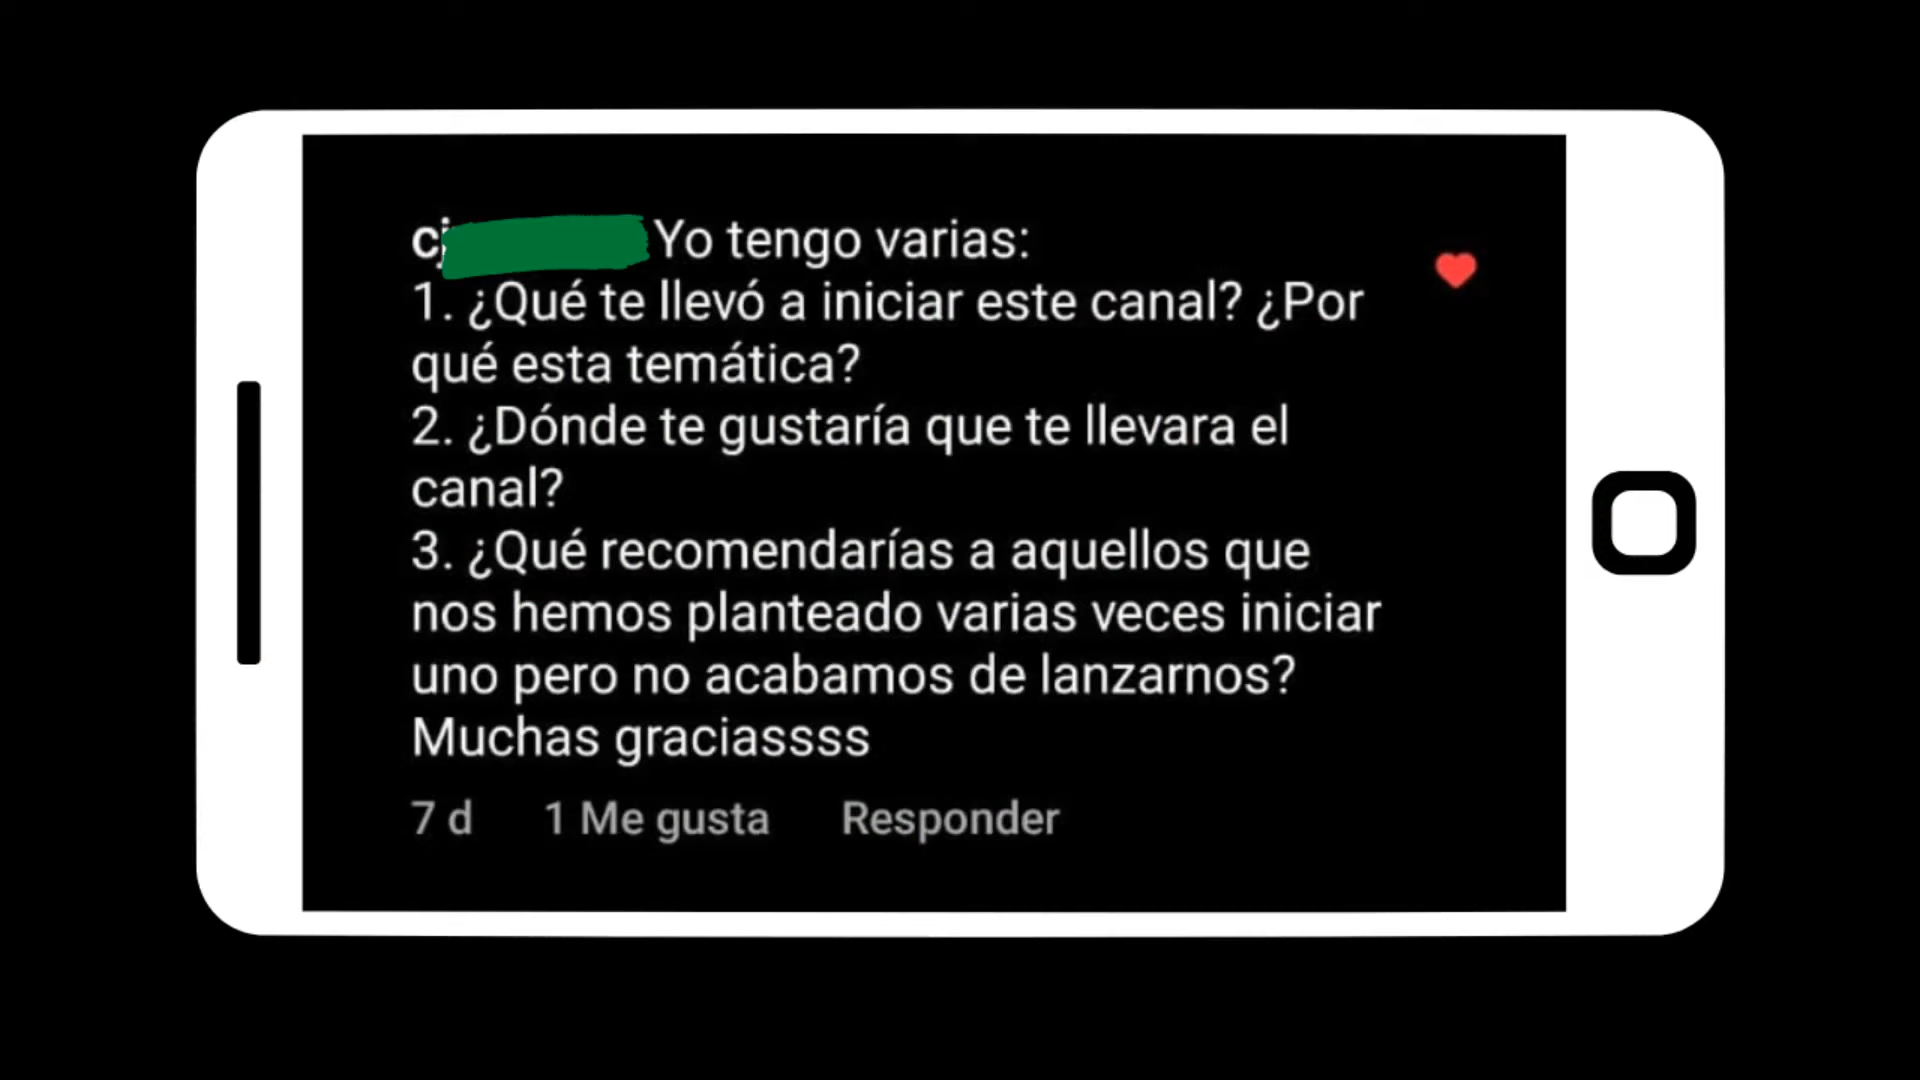 cj Yo tengo varias:
1. ¿Qué te llevó a iniciar este canal? ¿Por
qué esta temática?
2. ¿Dónde te gustaría que te llevara el
canal?
3. ¿Qué recomendarías a aquellos que
nos hemos planteado varias veces iniciar
uno pero no acabamos de lanzarnos?
Muchas graciassss
7 d 1 Me gusta Responder